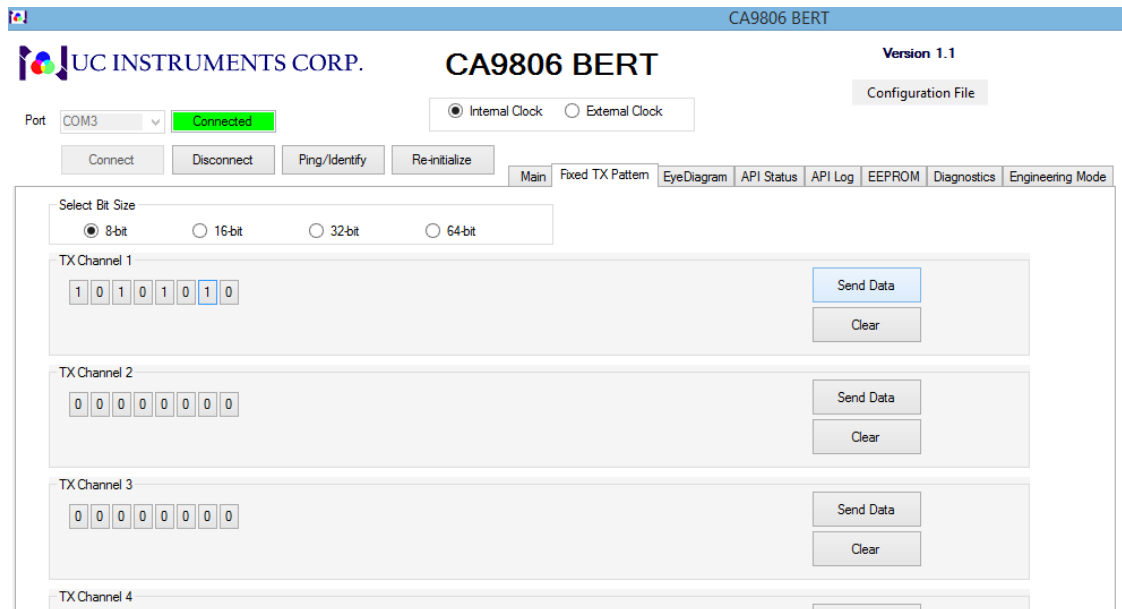 CA9806 BERT
UC INSTRUMENTS CORP.
CA9806 BERT
Version 1.1
Configuration File
Internal Clock External Clock
Port COM3 Connected
Connect Disconnect Ping/Identify Re-initialize
Main Fixed TX Pattern EyeDiagram API Status API Log EEPROM Diagnostics Engineering Mode
Select Bit Size
8-bit 16-bit 32-bit 64-bit
TX Channel 1
1 0 1 0 1 0 1 0
Send Data
Clear
TX Channel 2
0 0 0 0 0 0 0 0
Send Data
Clear
TX Channel 3
0 0 0 0 0 0 0 0
Send Data
Clear
TX Channel 4